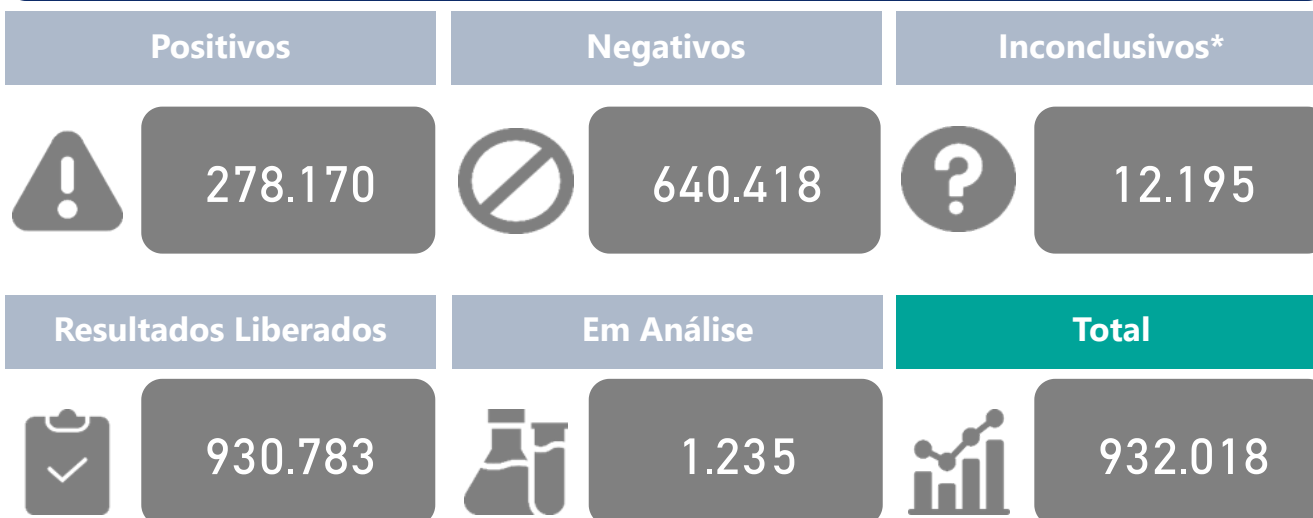 Positivos
Negativos
Inconclusivos*
278.170
640.418
12.195
Resultados Liberados
Em Análise
Total
930.783
1.235
932.018